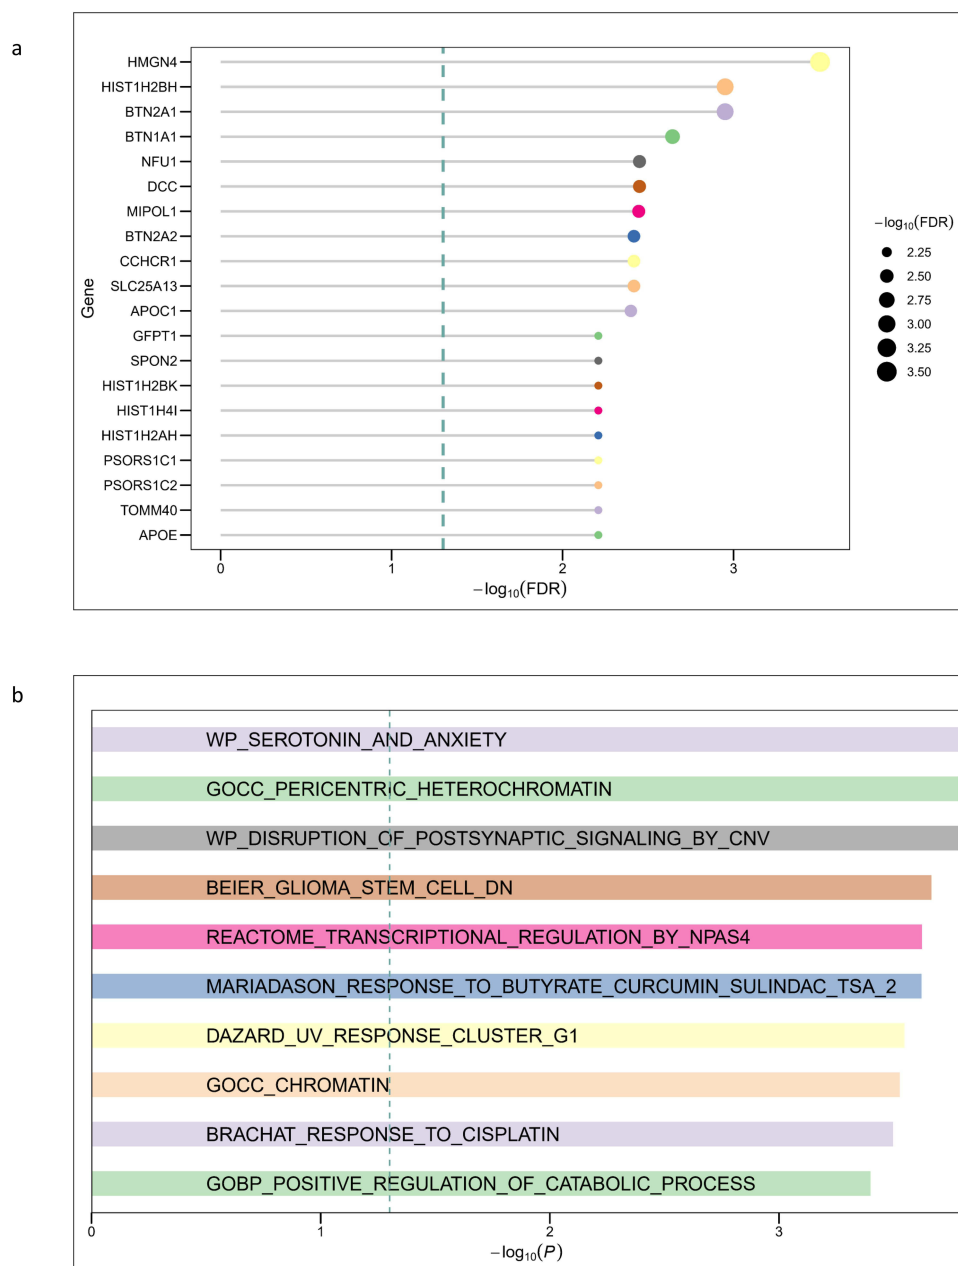 a
HMGN4
HIST1H2BH
BTN2A1
BTN1A1
NFU1
DCC
MIPOL1
BTN2A2
CCHCR1
SLC25A13
APOC1
GFPT1
SPON2
HIST1H2BK
HIST1H4I
HIST1H2AH
PSORS1C1
PSORS1C2
TOMM40
APOE
Gene
0 1 2 3
−log₁₀(FDR)
−log₁₀(FDR)
2.25
2.50
2.75
3.00
3.25
3.50
b
WP_SEROTONIN_AND_ANXIETY
GOCC_PERICENTRIC_HETEROCHROMATIN
WP_DISRUPTION_OF_POSTSYNAPTIC_SIGNALING_BY_CNV
BEIER_GLIOMA_STEM_CELL_DN
REACTOME_TRANSCRIPTIONAL_REGULATION_BY_NPAS4
MARIADASON_RESPONSE_TO_BUTYRATE_CURCUMIN_SULINDAC_TSA_2
DAZARD_UV_RESPONSE_CLUSTER_G1
GOCC_CHROMATIN
BRACHAT_RESPONSE_TO_CISPLATIN
GOBP_POSITIVE_REGULATION_OF_CATABOLIC_PROCESS
0 1 2 3
−log₁₀(P)